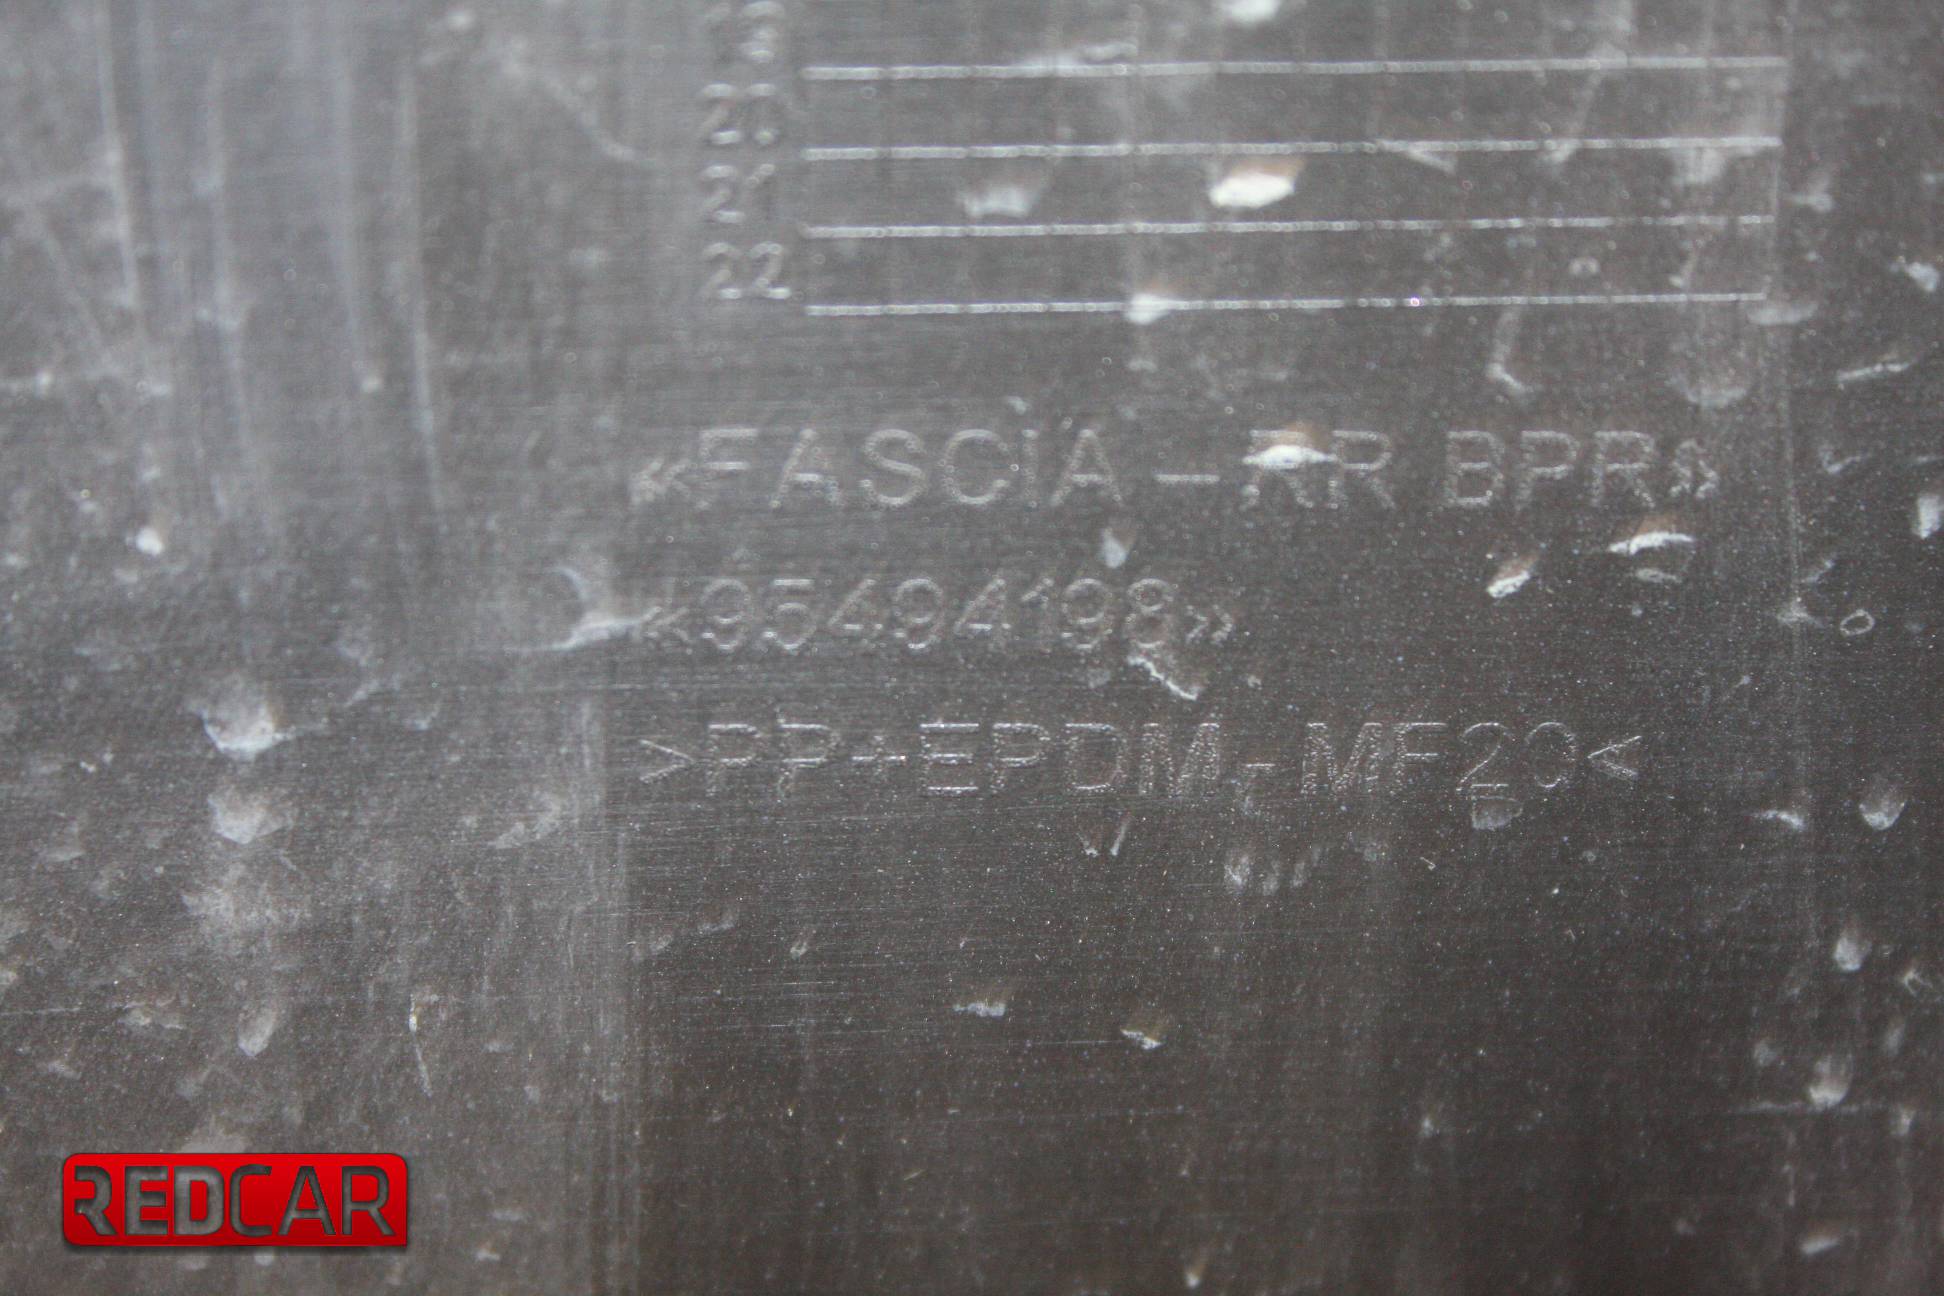 20
21
22
«FASCIA-RR BPR»
«95494198»
>PP+EPDM-MF20<
REDCAR